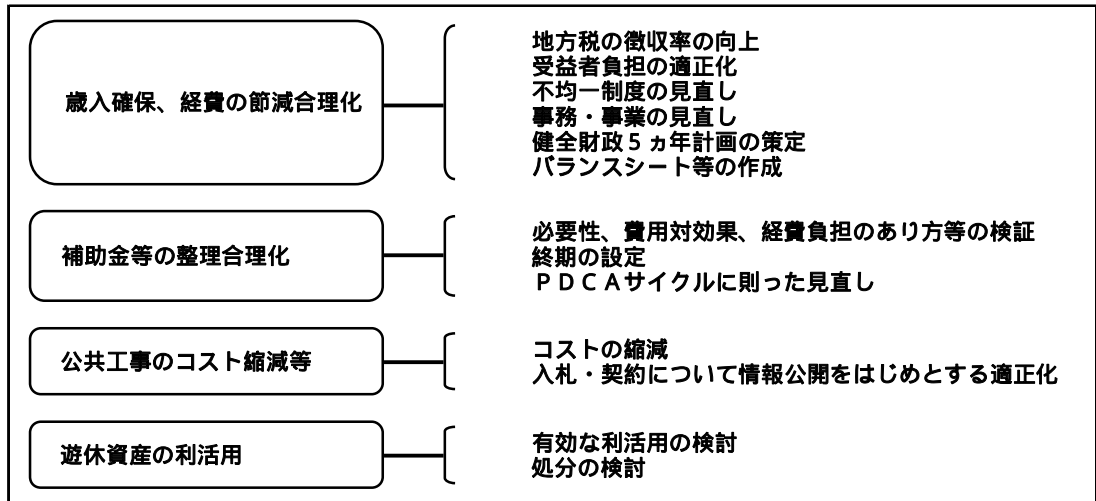 歳入確保、経費の節減合理化
地方税の徴収率の向上
受益者負担の適正化
不均一制度の見直し
事務・事業の見直し
健全財政5ヵ年計画の策定
バランスシート等の作成
補助金等の整理合理化
必要性、費用対効果、経費負担のあり方等の検証
終期の設定
PDCAサイクルに則った見直し
公共工事のコスト縮減等
コストの縮減
入札・契約について情報公開をはじめとする適正化
遊休資産の利活用
有効な利活用の検討
処分の検討